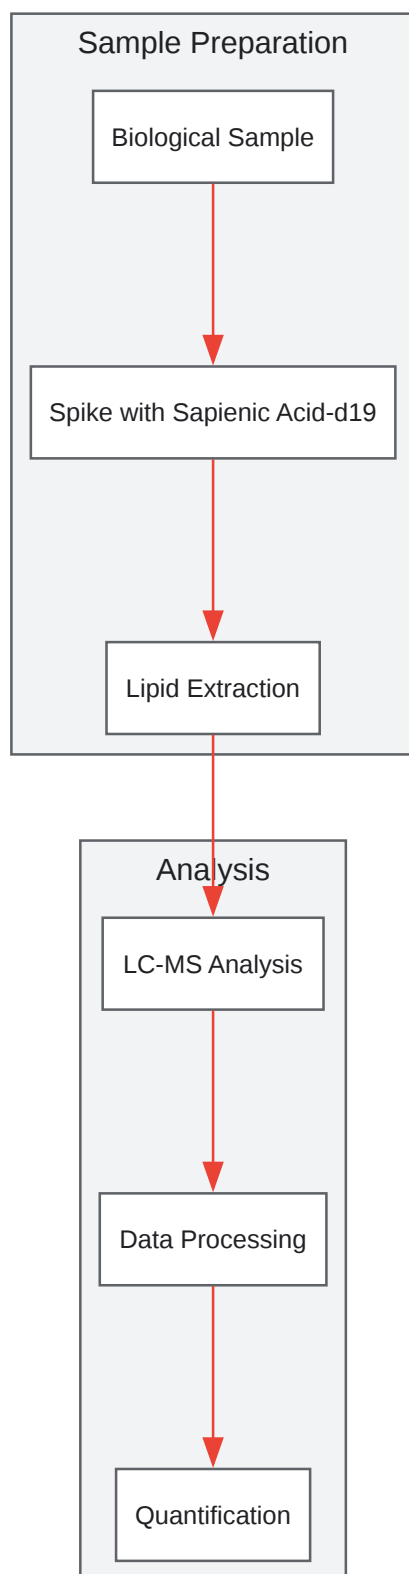 Sample Preparation
Biological Sample
Spike with Sapienic Acid-d19
Lipid Extraction
Analysis
LC-MS Analysis
Data Processing
Quantification